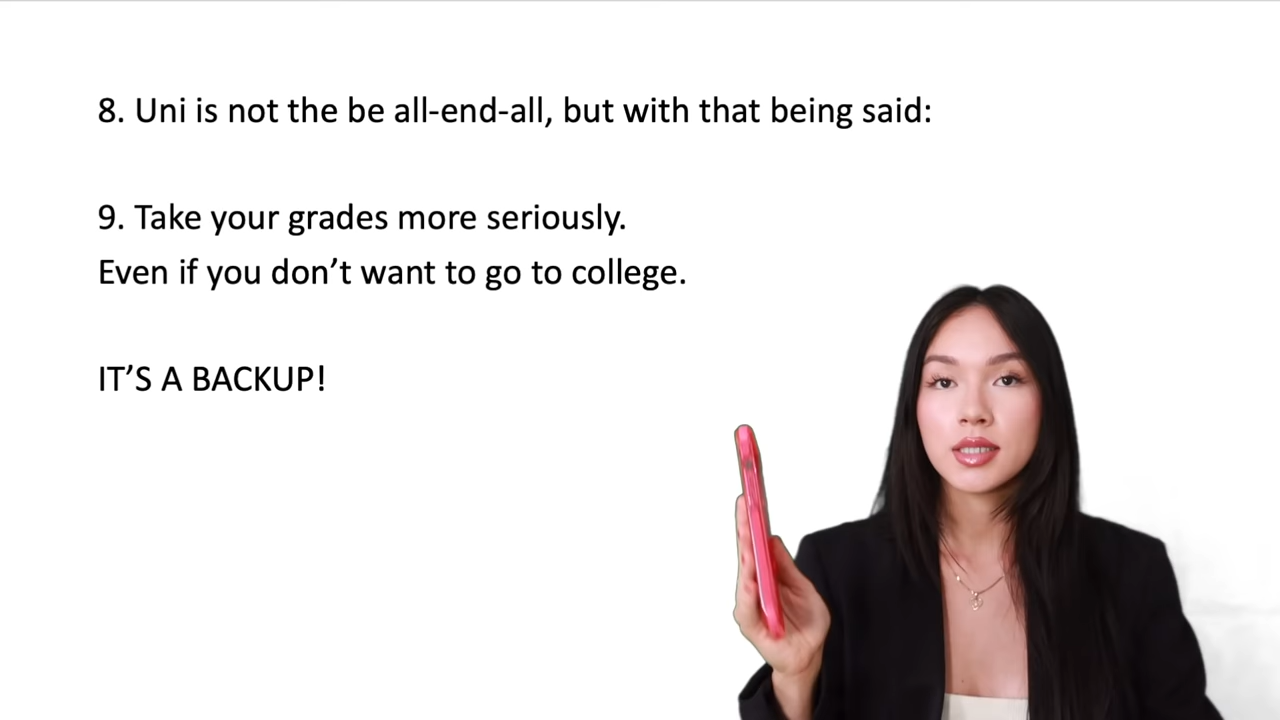 8. Uni is not the be all-end-all, but with that being said:
9. Take your grades more seriously.
Even if you don’t want to go to college.
IT’S A BACKUP!